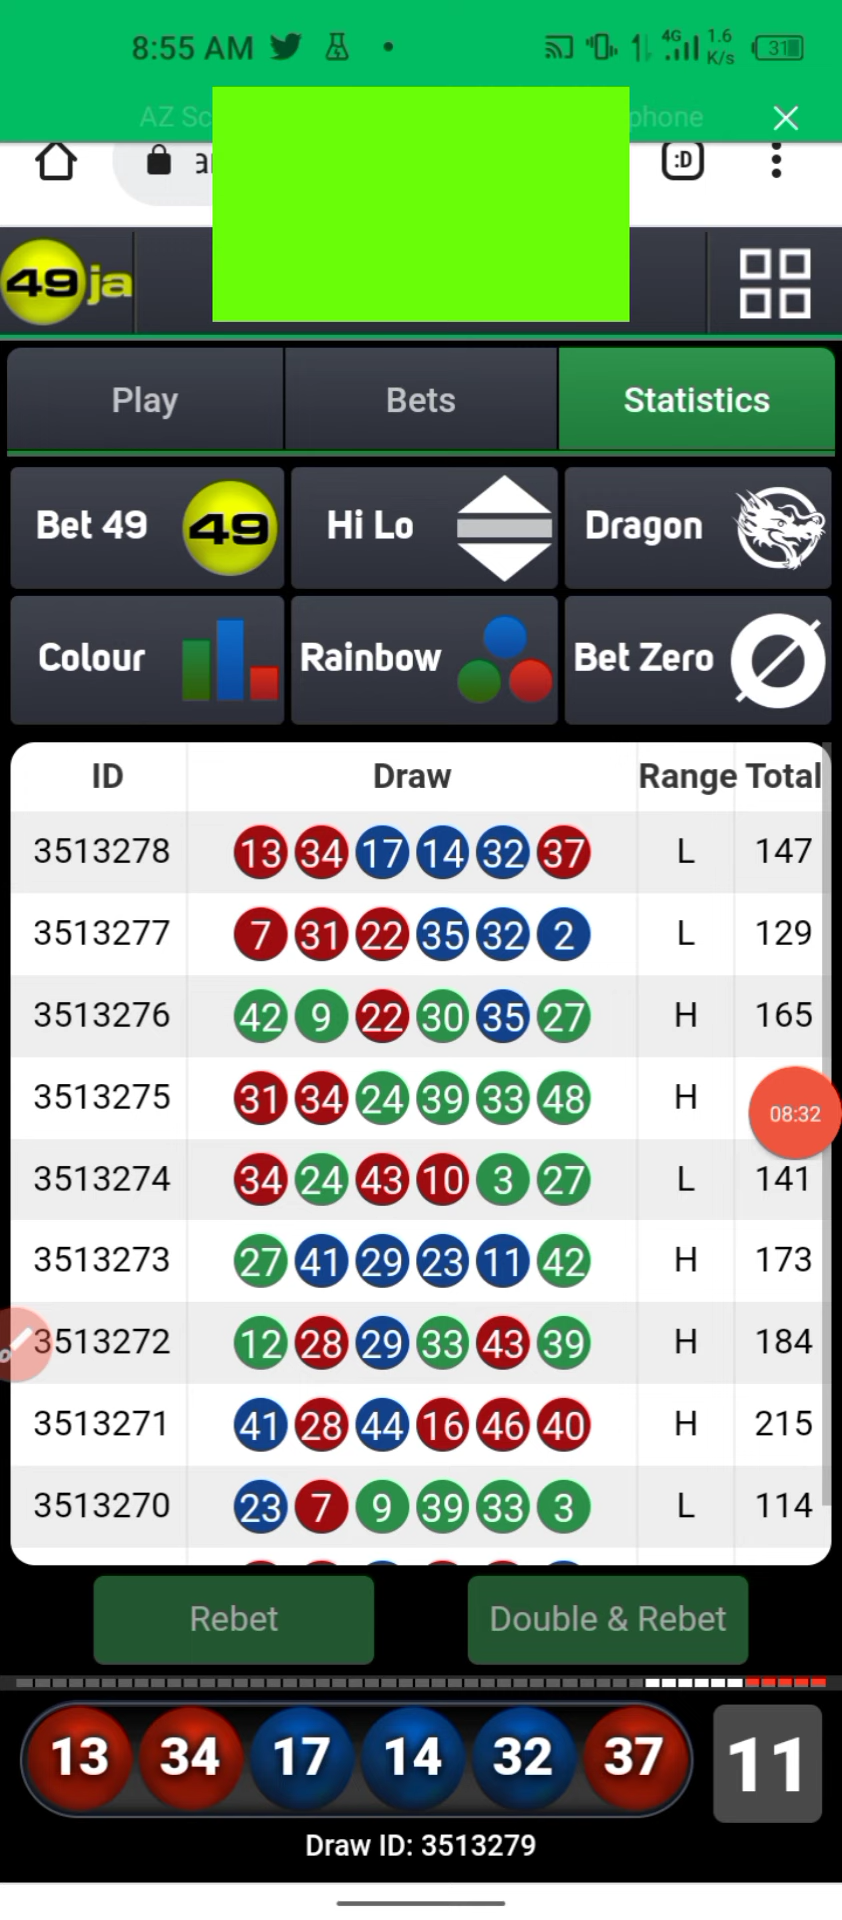 8:55 AM 4G 1.6 K/s 31
AZ Sc phone
:D
49ja
Play Bets Statistics
Bet 49 49 Hi Lo Dragon
Colour Rainbow Bet Zero
ID Draw Range Total
3513278 13 34 17 14 32 37 L 147
3513277 7 31 22 35 32 2 L 129
3513276 42 9 22 30 35 27 H 165
3513275 31 34 24 39 33 48 H
08:32
3513274 34 24 43 10 3 27 L 141
3513273 27 41 29 23 11 42 H 173
3513272 12 28 29 33 43 39 H 184
3513271 41 28 44 16 46 40 H 215
3513270 23 7 9 39 33 3 L 114
Rebet Double & Rebet
13 34 17 14 32 37 11
Draw ID: 3513279